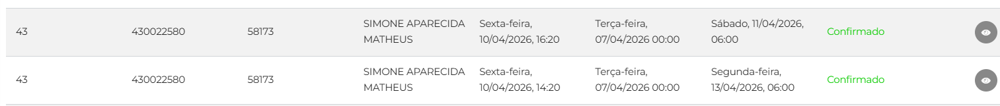 43 430022580 58173 SIMONE APARECIDA MATHEUS Sexta-feira, 10/04/2026, 16:20 Terça-feira, 07/04/2026 00:00 Sábado, 11/04/2026, 06:00 Confirmado
43 430022580 58173 SIMONE APARECIDA MATHEUS Sexta-feira, 10/04/2026, 14:20 Terça-feira, 07/04/2026 00:00 Segunda-feira, 13/04/2026, 06:00 Confirmado